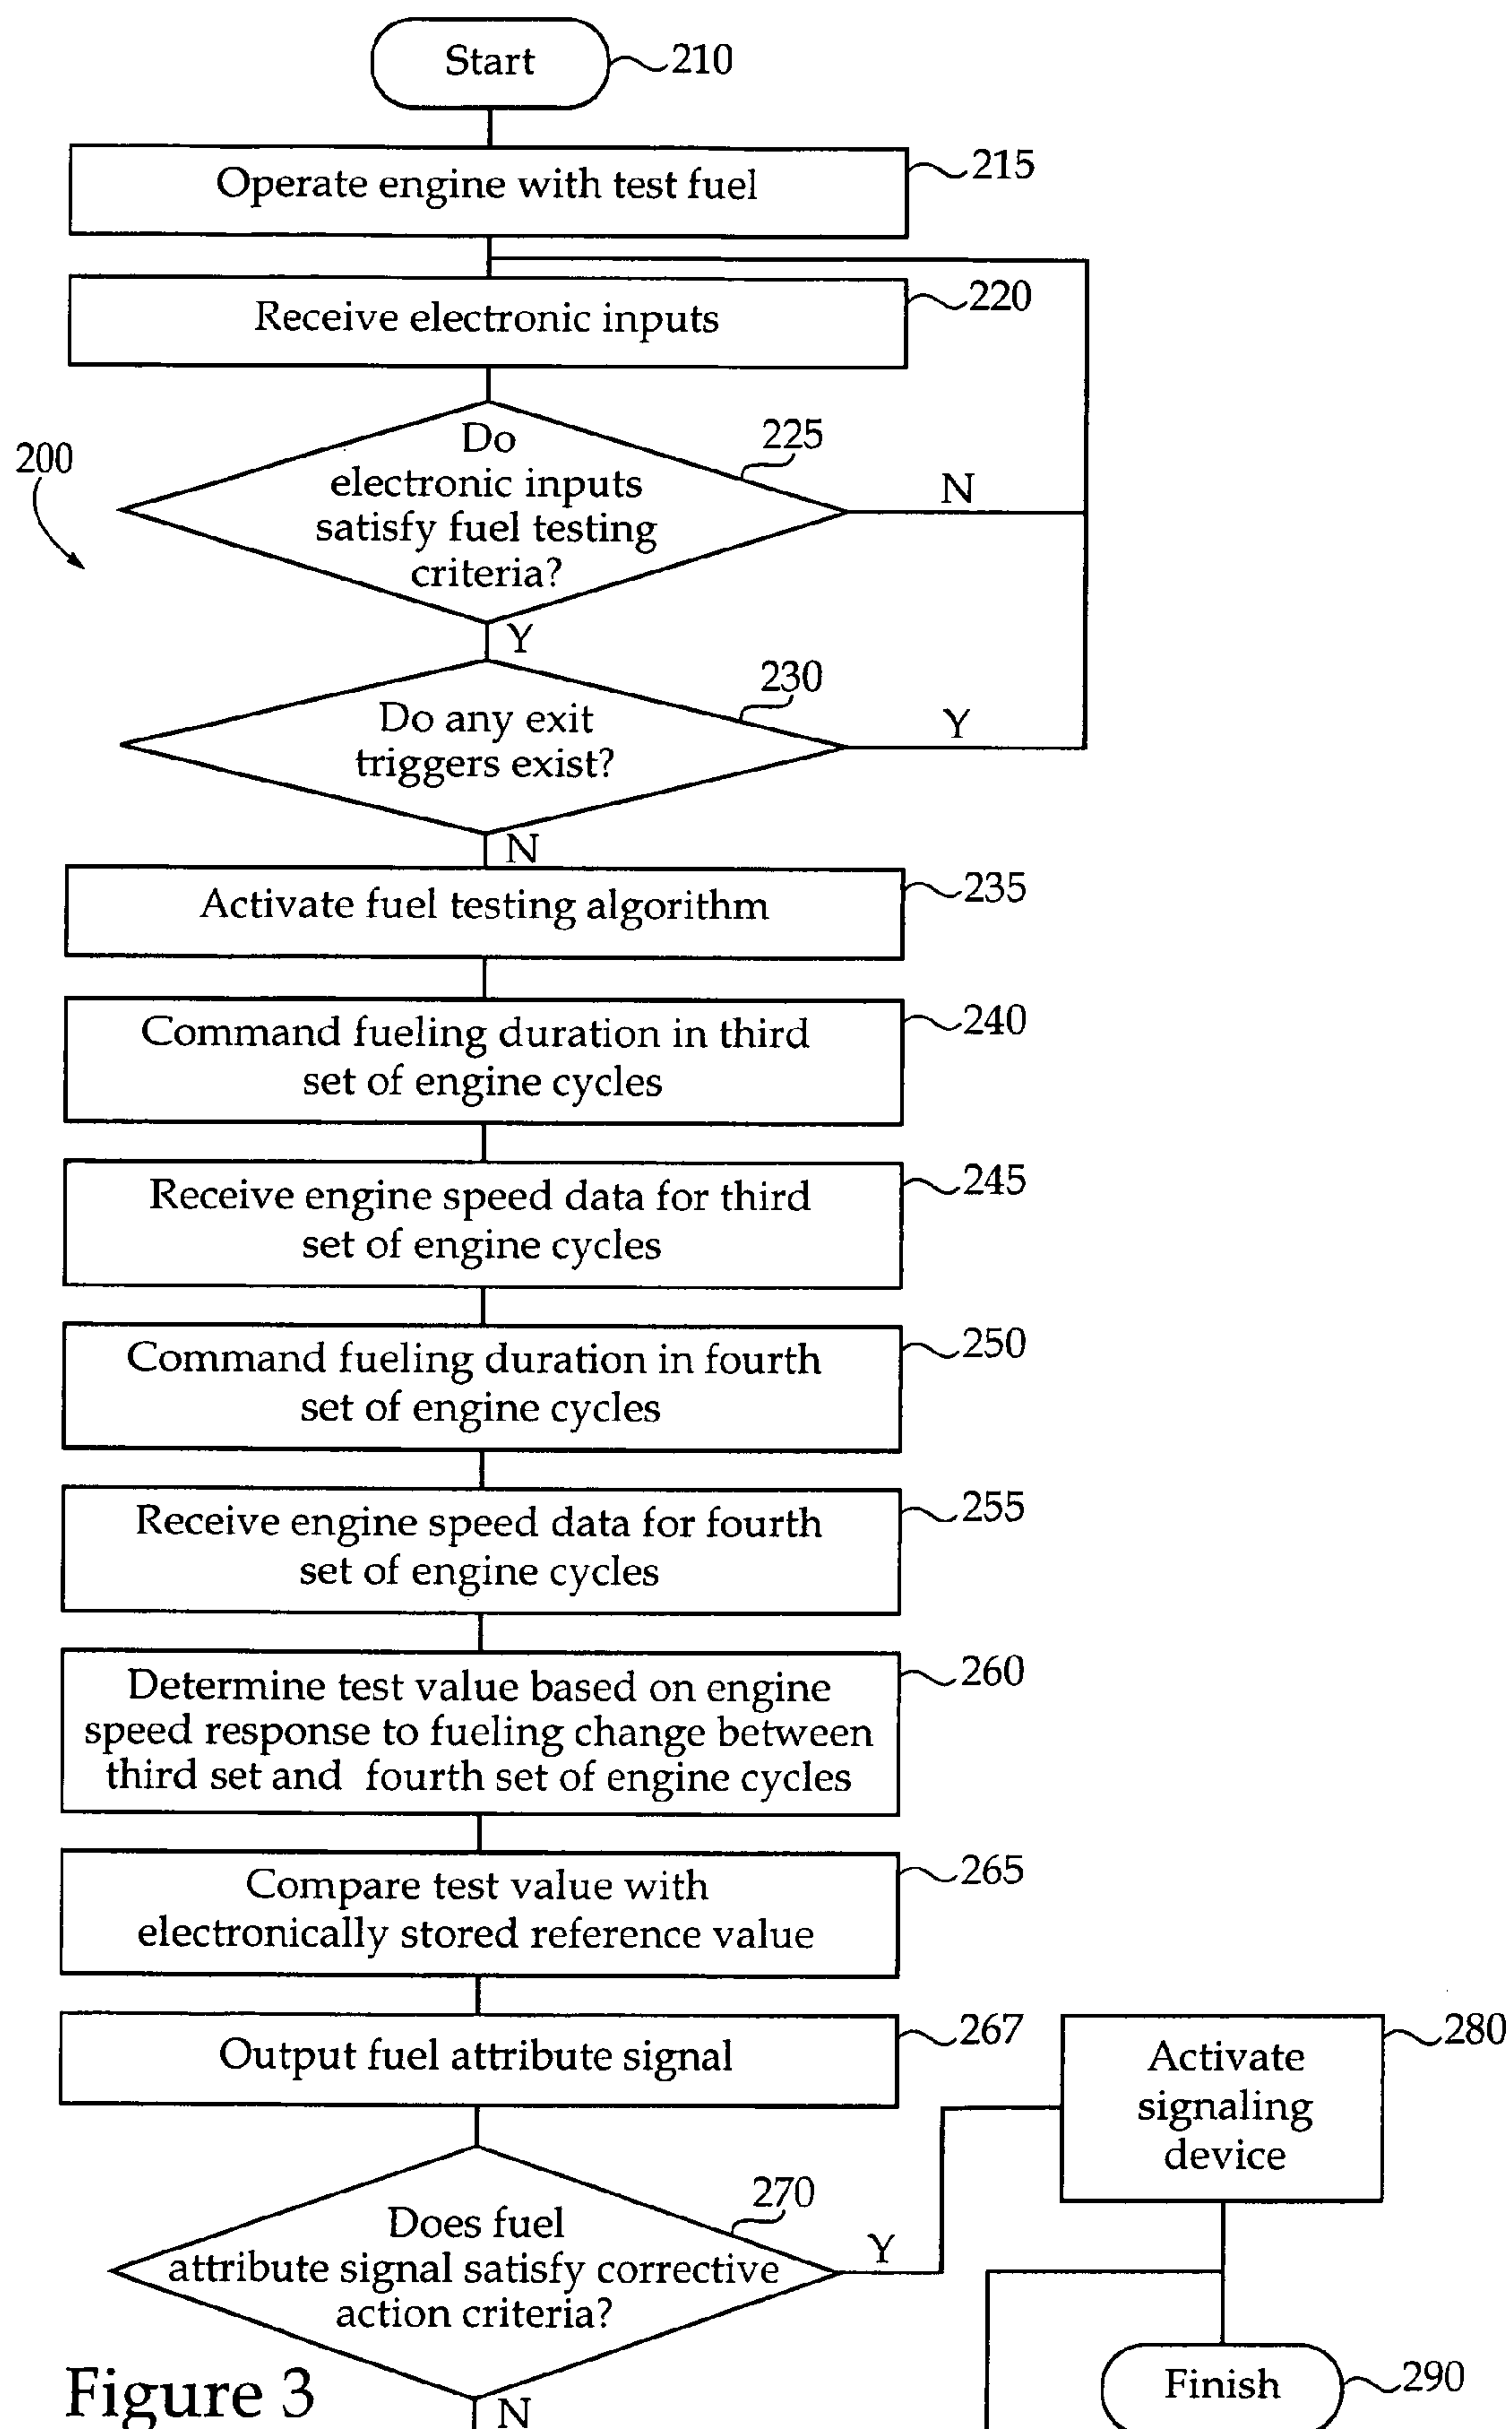 Start
210
Operate engine with test fuel
215
Receive electronic inputs
220
200
Do
electronic inputs
satisfy fuel testing
criteria?
225
N
Y
Do any exit
triggers exist?
230
Y
N
Activate fuel testing algorithm
235
Command fueling duration in third
set of engine cycles
240
Receive engine speed data for third
set of engine cycles
245
Command fueling duration in fourth
set of engine cycles
250
Receive engine speed data for fourth
set of engine cycles
255
Determine test value based on engine
speed response to fueling change between
third set and fourth set of engine cycles
260
Compare test value with
electronically stored reference value
265
Output fuel attribute signal
267
Activate
signaling
device
280
Does fuel
attribute signal satisfy corrective
action criteria?
270
Y
N
Finish
290
Figure 3